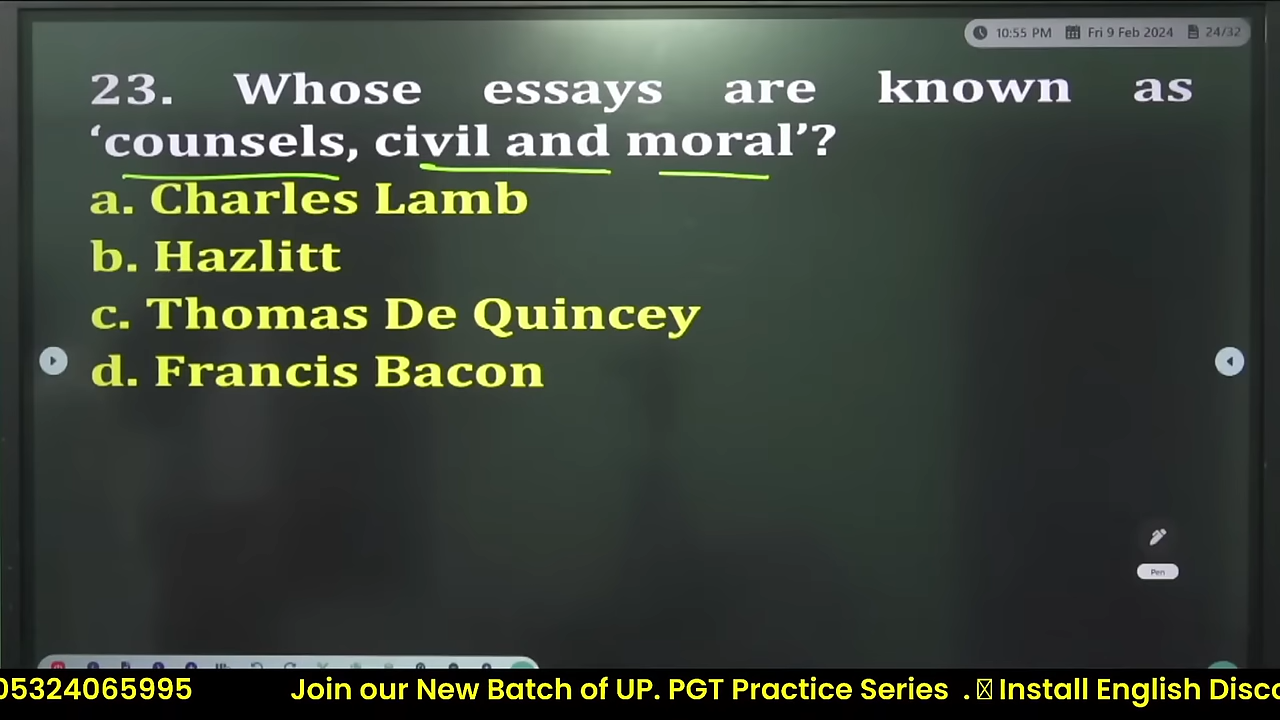 10:55 PM Fri 9 Feb 2024 24/32
23. Whose essays are known as
‘counsels, civil and moral’?
a. Charles Lamb
b. Hazlitt
c. Thomas De Quincey
d. Francis Bacon
Pen
05324065995 Join our New Batch of UP. PGT Practice Series . Install English Disco